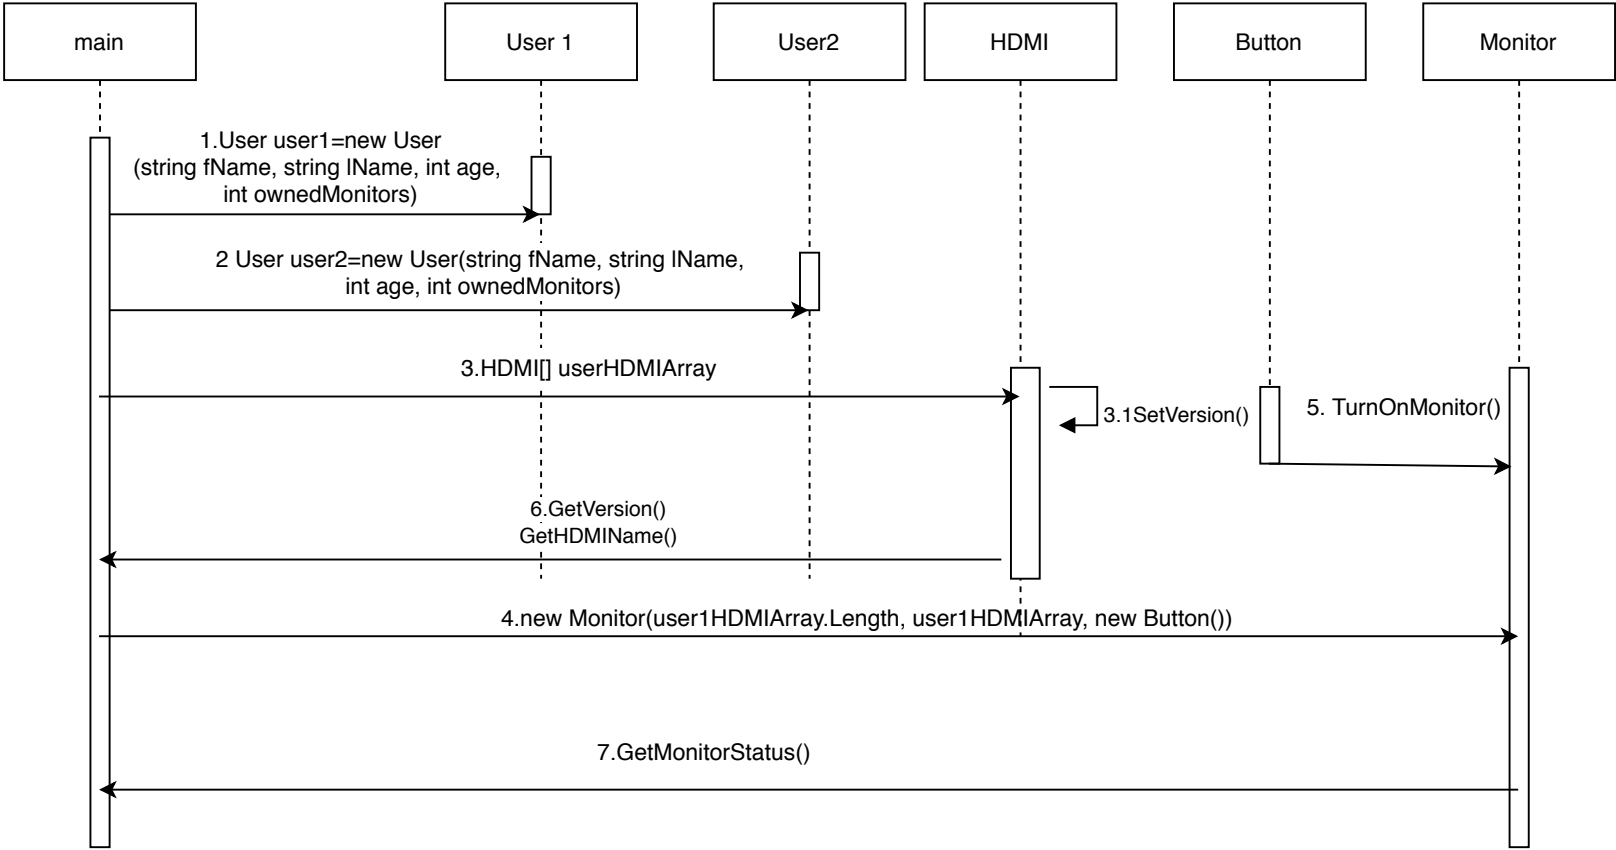 main
User 1
User2
HDMI
Button
Monitor
1.User user1=new User
(string fName, string lName, int age,
int ownedMonitors)
2 User user2=new User(string fName, string lName,
int age, int ownedMonitors)
3.HDMI[] userHDMIArray
3.1SetVersion()
5. TurnOnMonitor()
6.GetVersion()
GetHDMIName()
4.new Monitor(user1HDMIArray.Length, user1HDMIArray, new Button())
7.GetMonitorStatus()